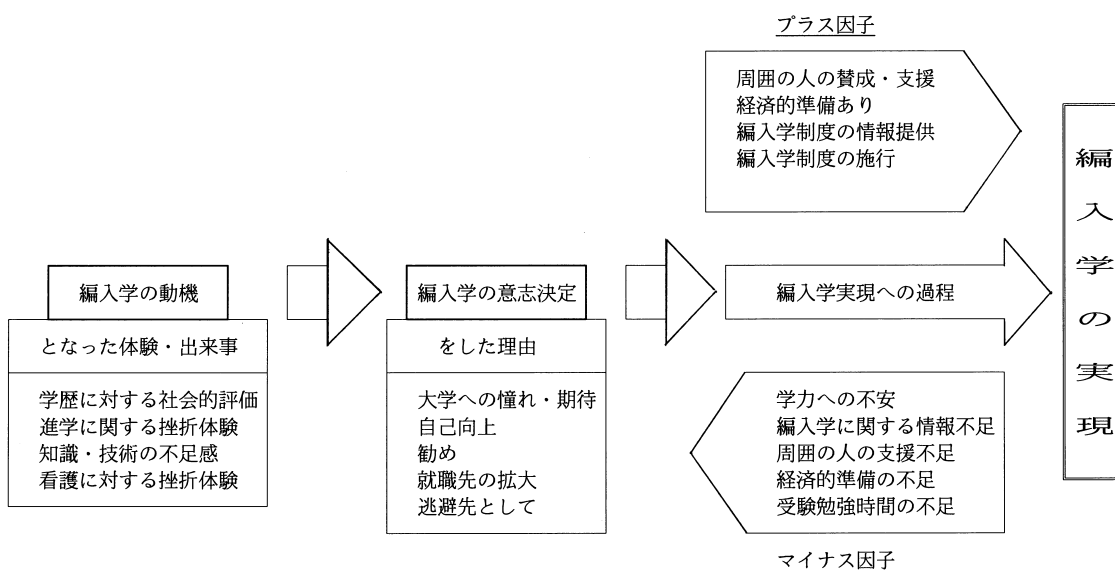 プラス因子
周囲の人の賛成・支援
経済的準備あり
編入学制度の情報提供
編入学制度の施行
編入学の動機
となった体験・出来事
学歴に対する社会的評価
進学に関する挫折体験
知識・技術の不足感
看護に対する挫折体験
編入学の意志決定
をした理由
大学への憧れ・期待
自己向上
勧め
就職先の拡大
逃避先として
編入学実現への過程
学力への不安
編入学に関する情報不足
周囲の人の支援不足
経済的準備の不足
受験勉強時間の不足
マイナス因子
編入学の実現